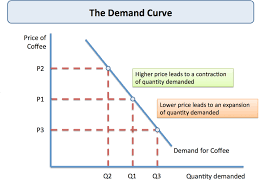 The Demand Curve
Price of
Coffee
P2
Higher price leads to a contraction
of quantity demanded
P1
Lower price leads to an expansion
of quantity demanded
P3
Demand for Coffee
Q2 Q1 Q3 Quantity demanded